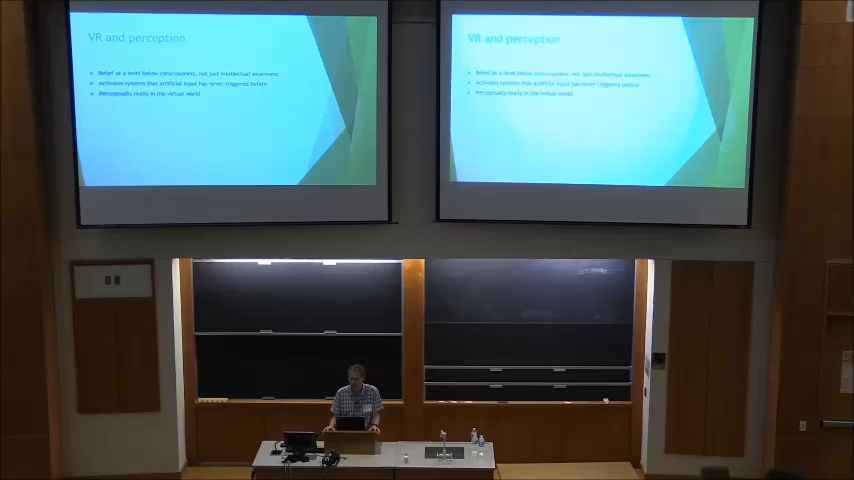 VR and perception
Belief at a level below consciousness, not just intellectual awareness
Activates systems that artificial input has never triggered before
Perceptually really in the virtual world
VR and perception
Belief at a level below consciousness, not just intellectual awareness
Activates systems that artificial input has never triggered before
Perceptually really in the virtual world